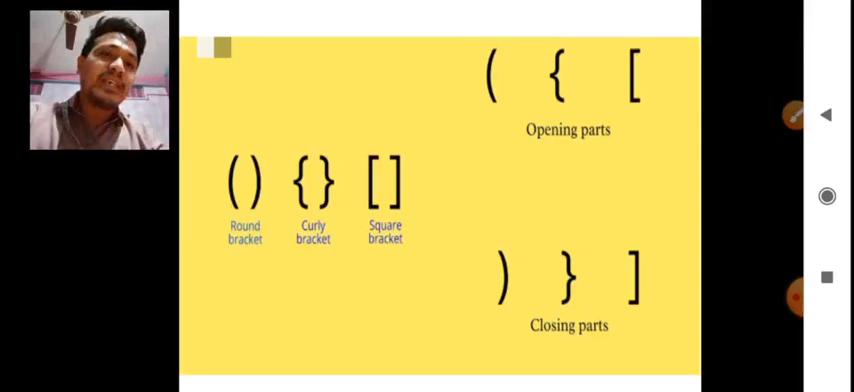 ( { [
Opening parts
() {} []
Round bracket
Curly bracket
Square bracket
) } ]
Closing parts